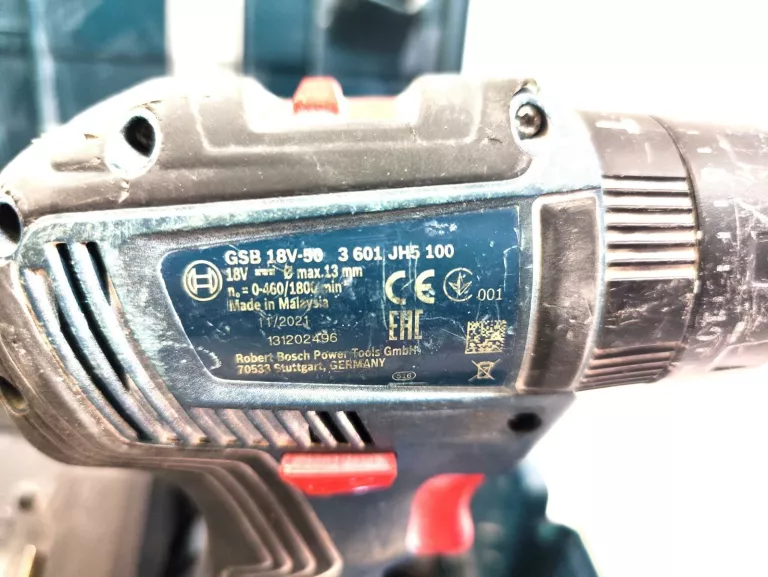 GSB 18V-50 3 601 JH5 100
18V ⎓ Ø max.13 mm
n₀ = 0-460/1800 min⁻¹
Made in Malaysia
11/2021
131202496
Robert Bosch Power Tools GmbH
70538 Stuttgart, GERMANY
CE
001
EAC